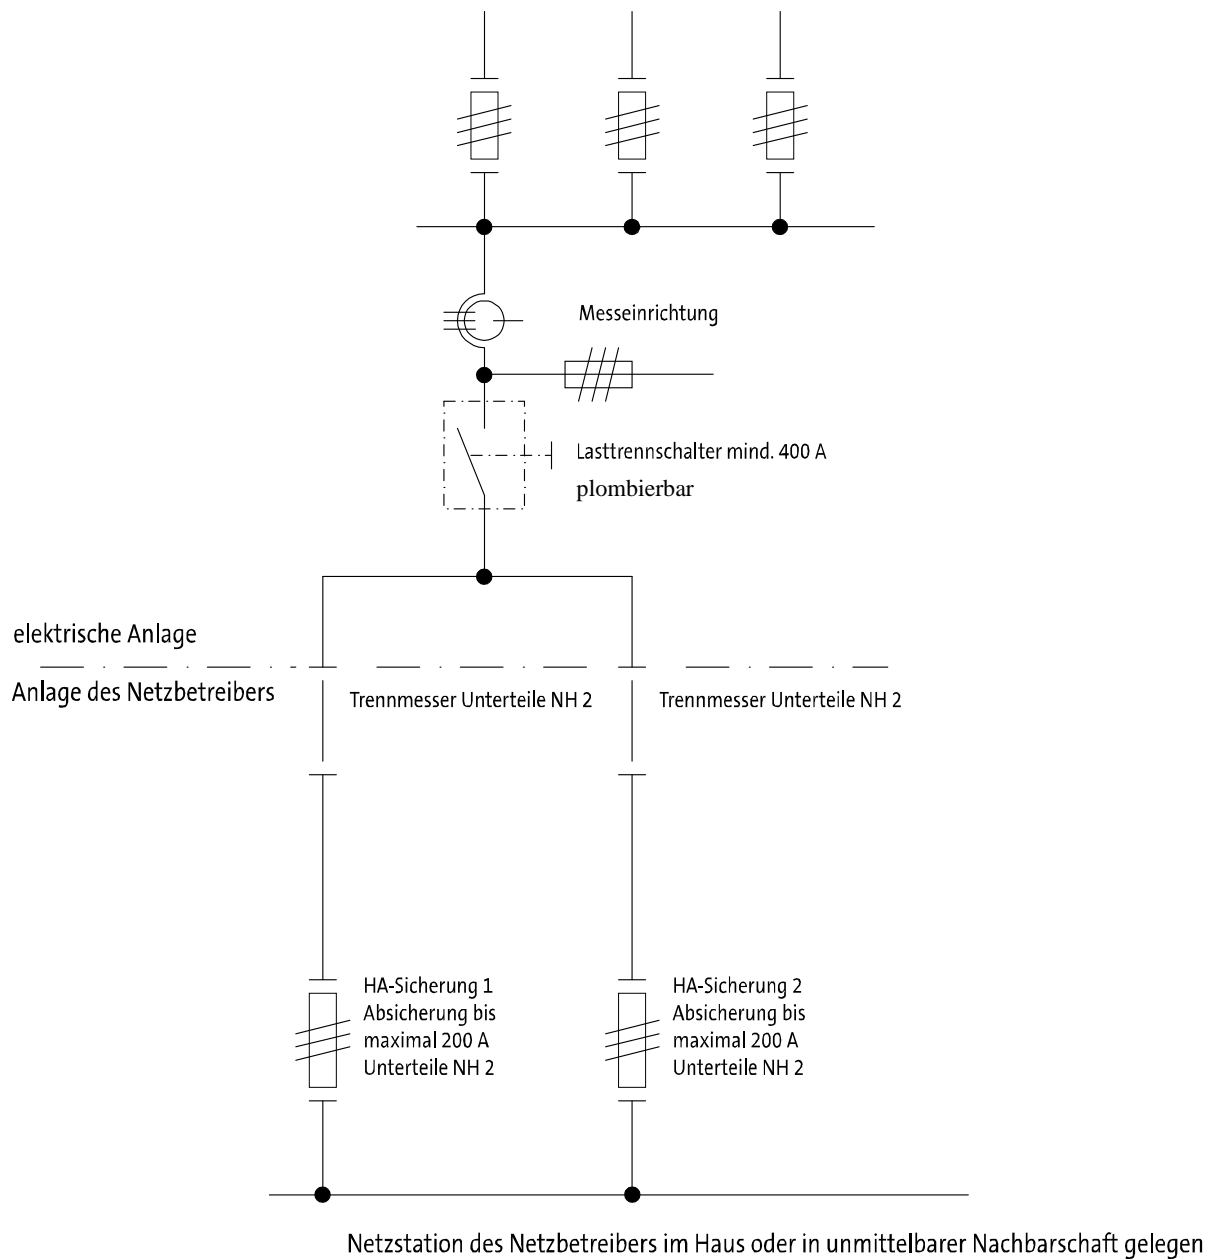 Messeinrichtung
Lasttrennschalter mind. 400 A
plombierbar
elektrische Anlage
Anlage des Netzbetreibers
Trennmesser Unterteile NH 2
Trennmesser Unterteile NH 2
HA-Sicherung 1
Absicherung bis
maximal 200 A
Unterteile NH 2
HA-Sicherung 2
Absicherung bis
maximal 200 A
Unterteile NH 2
Netzstation des Netzbetreibers im Haus oder in unmittelbarer Nachbarschaft gelegen